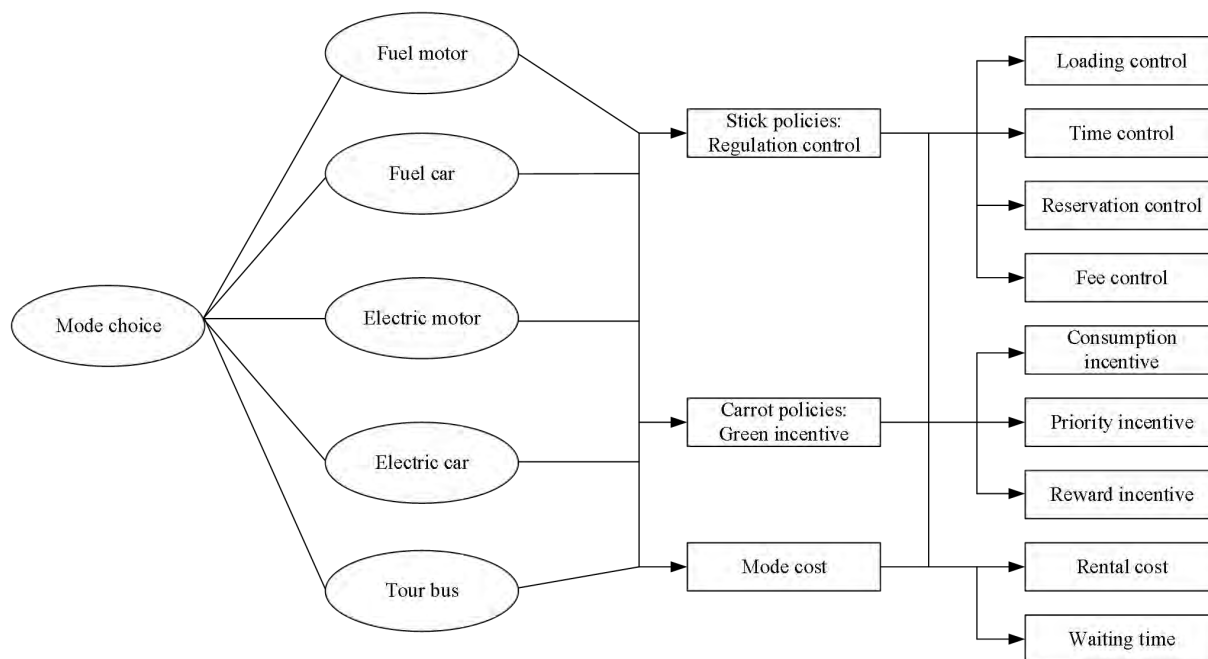 Mode choice
Fuel motor
Fuel car
Electric motor
Electric car
Tour bus
Stick policies:
Regulation control
Carrot policies:
Green incentive
Mode cost
Loading control
Time control
Reservation control
Fee control
Consumption
incentive
Priority incentive
Reward incentive
Rental cost
Waiting time